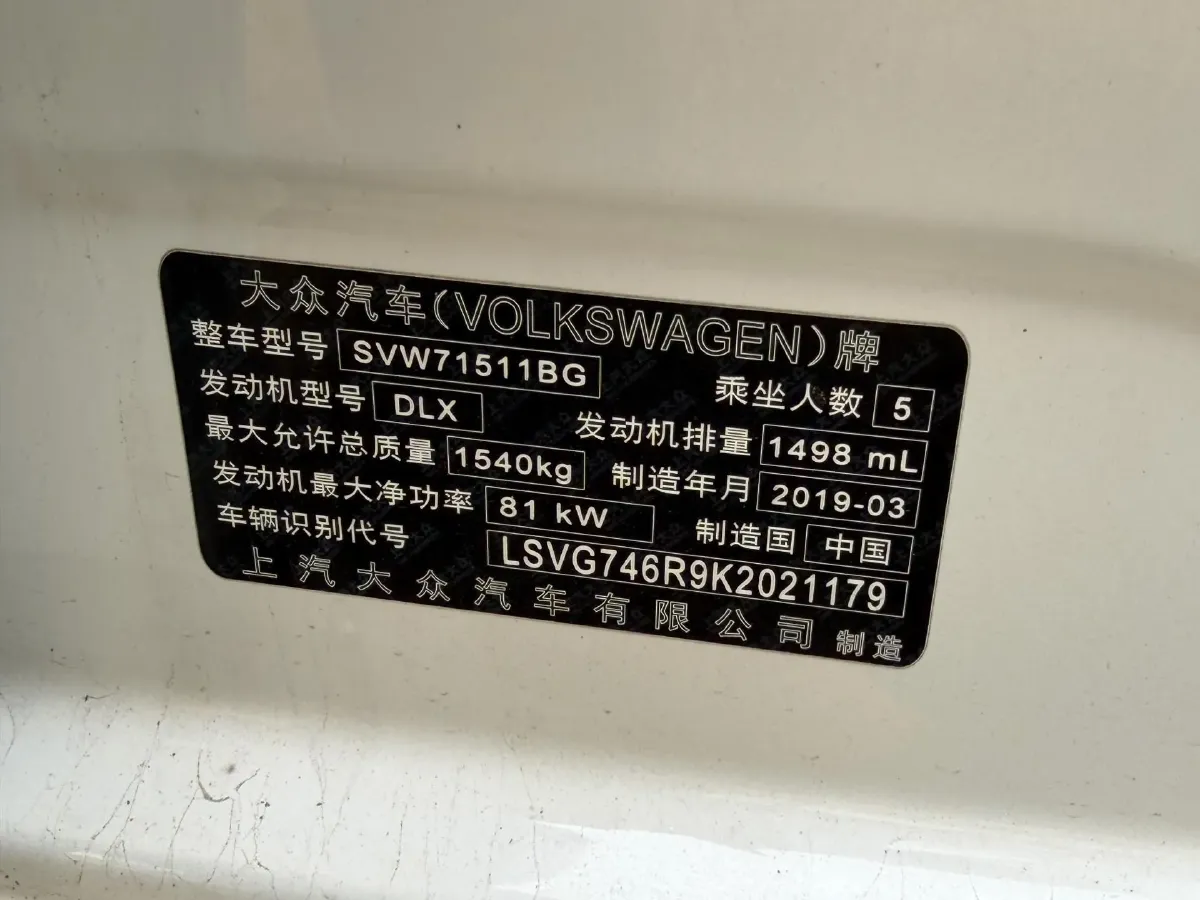 大众汽车(VOLKSWAGEN)牌
整车型号 SVW71511BG 乘坐人数 5
发动机型号 DLX 发动机排量 1498 mL
最大允许总质量 1540kg 制造年月 2019-03
发动机最大净功率 81 kW 制造国 中国
车辆识别代号 LSVG746R9K2021179
上汽大众汽车有限公司 制造